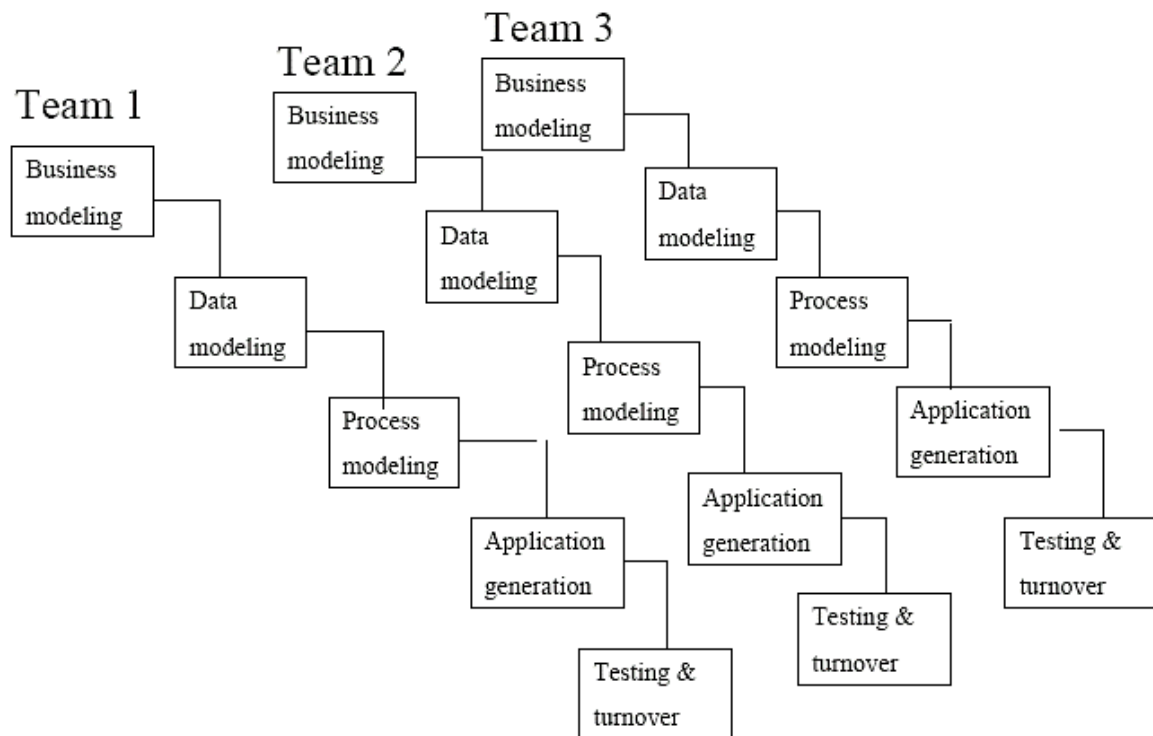 Team 1
Business
modeling
Data
modeling
Process
modeling
Application
generation
Testing &
turnover
Team 2
Business
modeling
Data
modeling
Process
modeling
Application
generation
Testing &
turnover
Team 3
Business
modeling
Data
modeling
Process
modeling
Application
generation
Testing &
turnover